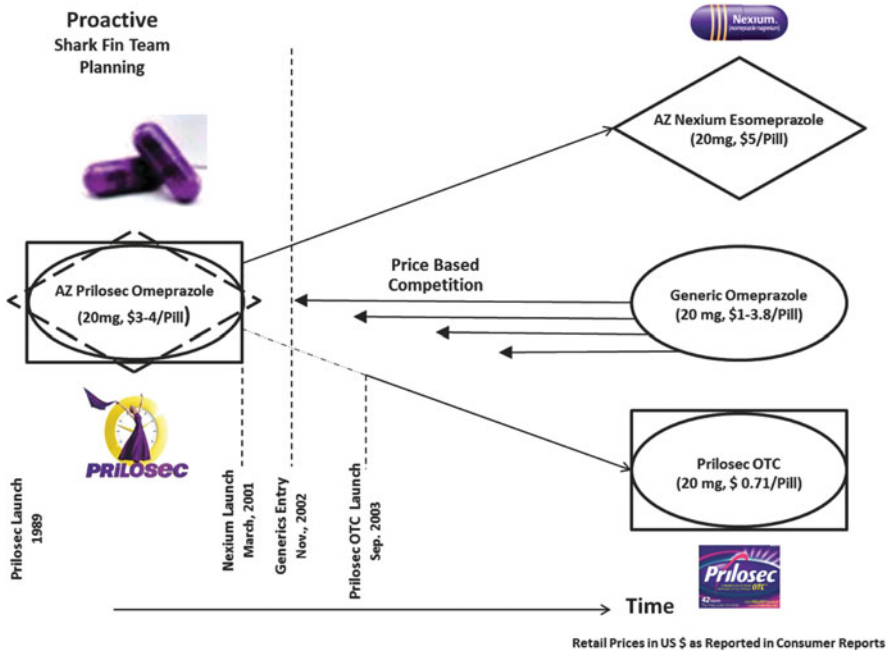 Proactive
Shark Fin Team
Planning
Nexium.
(esomeprazole magnesium)
AZ Nexium Esomeprazole
(20mg, $5/Pill)
Price Based
Competition
AZ Prilosec Omeprazole
(20mg, $3-4/Pill)
Generic Omeprazole
(20 mg, $1-3.8/Pill)
PRILOSEC
Prilosec OTC
(20 mg, $ 0.71/Pill)
Prilosec Launch
1989
Nexium Launch
March, 2001
Generics Entry
Nov., 2002
Prilosec OTC Launch
Sep. 2003
Prilosec
OTC
42
Time
Retail Prices in US $ as Reported in Consumer Reports